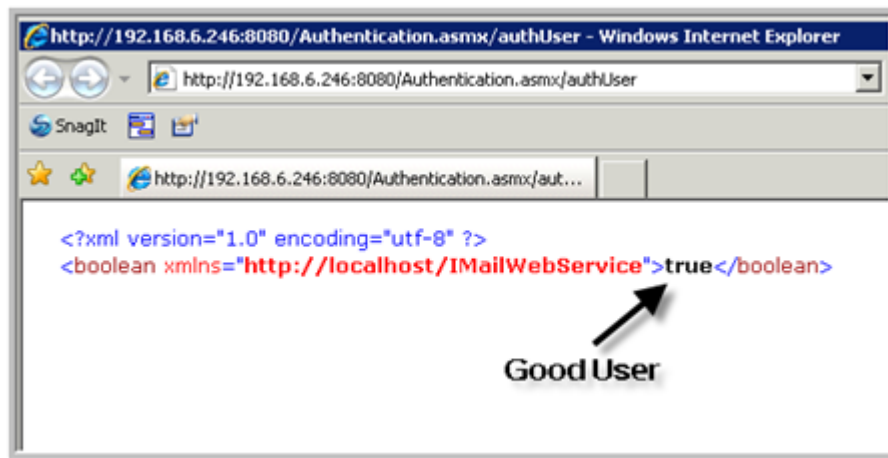 http://192.168.6.246:8080/Authentication.asmx/authUser - Windows Internet Explorer
http://192.168.6.246:8080/Authentication.asmx/authUser
SnagIt
http://192.168.6.246:8080/Authentication.asmx/aut...
<?xml version="1.0" encoding="utf-8" ?>
<boolean xmlns="http://localhost/IMailWebService">true</boolean>
Good User